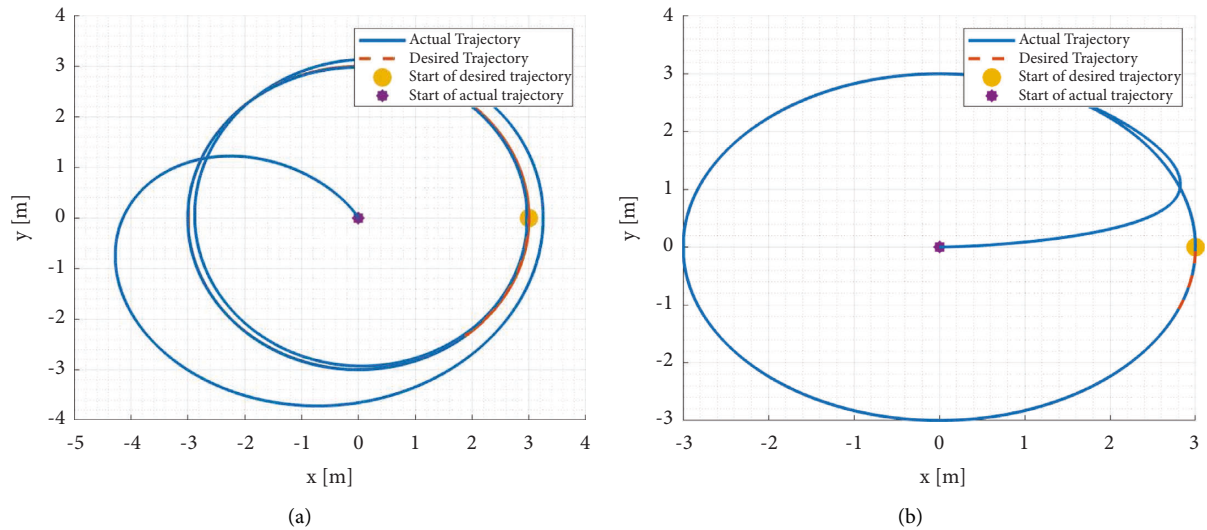 4
3
2
1
0
-1
-2
-3
-4
y [m]
-5 -4 -3 -2 -1 0 1 2 3 4
x [m]
Actual Trajectory
Desired Trajectory
Start of desired trajectory
Start of actual trajectory
(a)
4
3
2
1
0
-1
-2
-3
y [m]
-3 -2 -1 0 1 2 3
x [m]
Actual Trajectory
Desired Trajectory
Start of desired trajectory
Start of actual trajectory
(b)